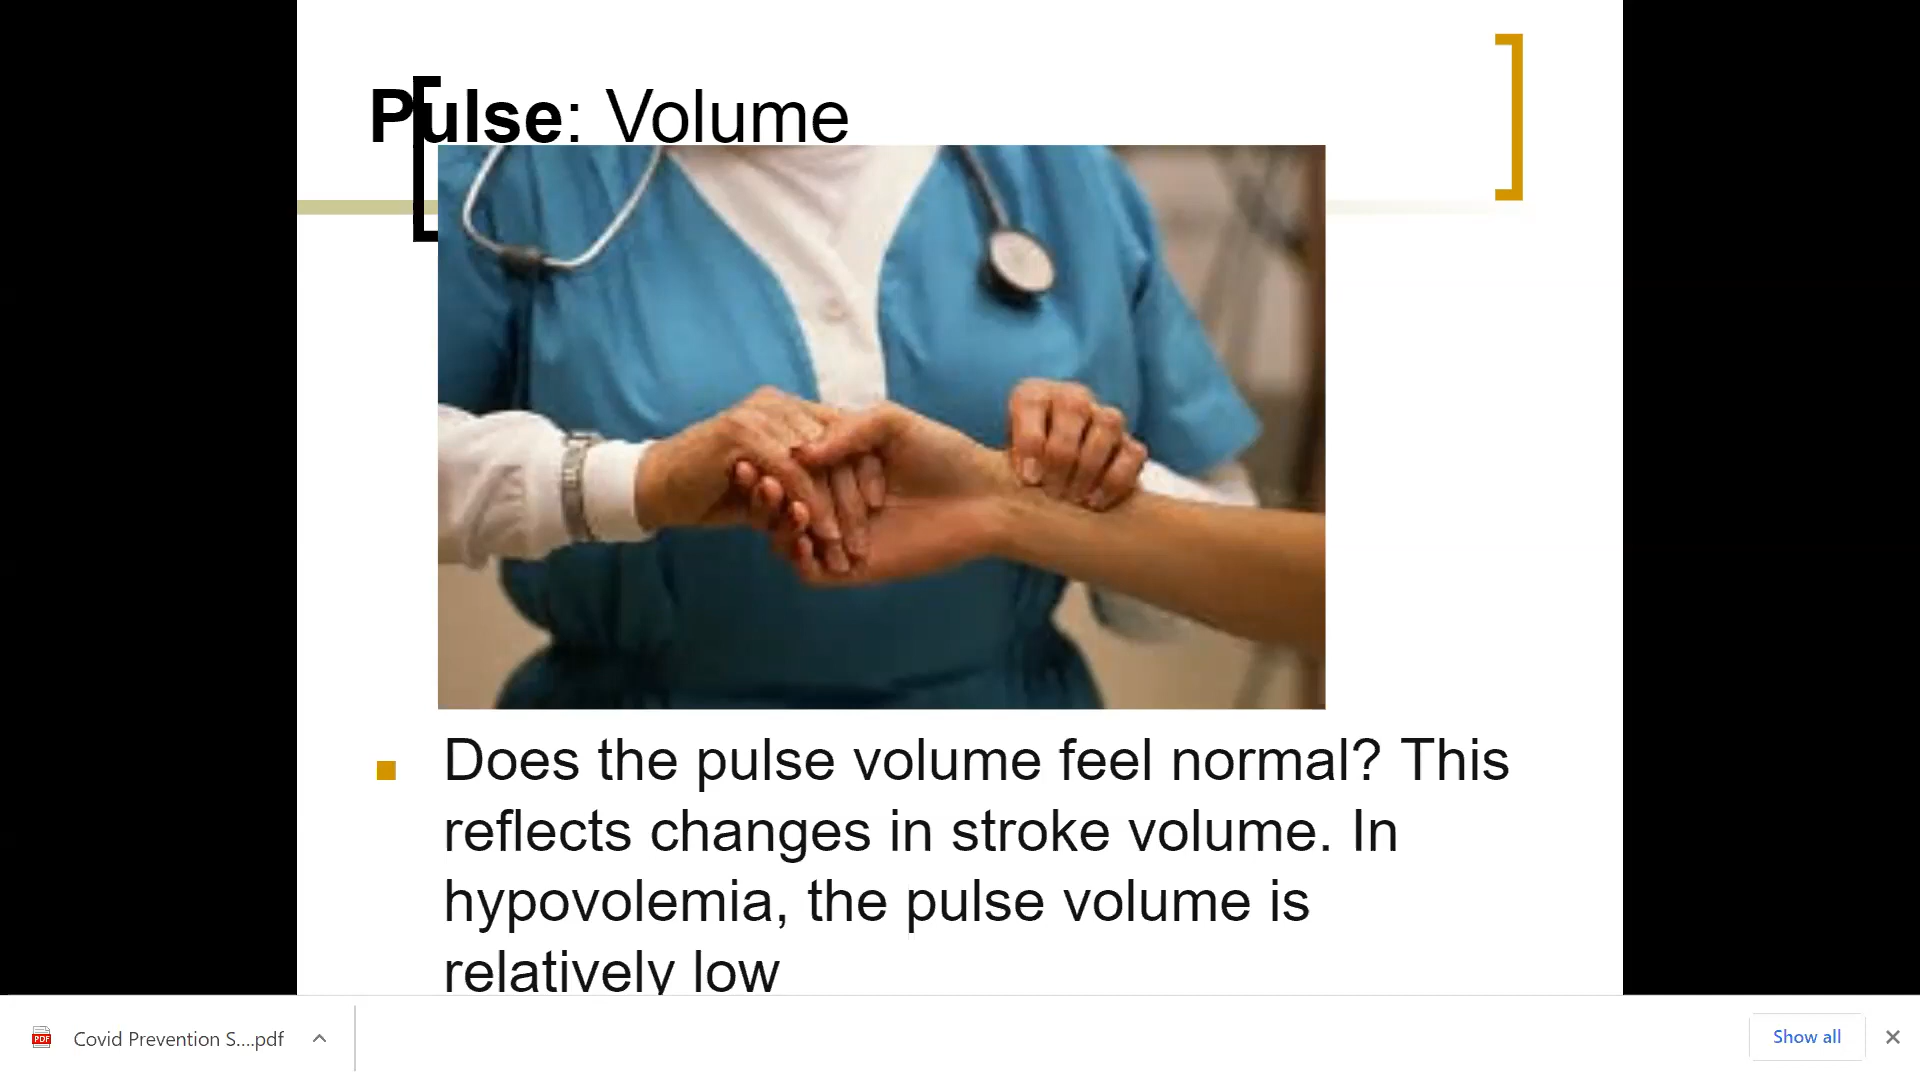 Pulse: Volume
Does the pulse volume feel normal? This
reflects changes in stroke volume. In
hypovolemia, the pulse volume is
relatively low
PDF
Covid Prevention S....pdf
Show all